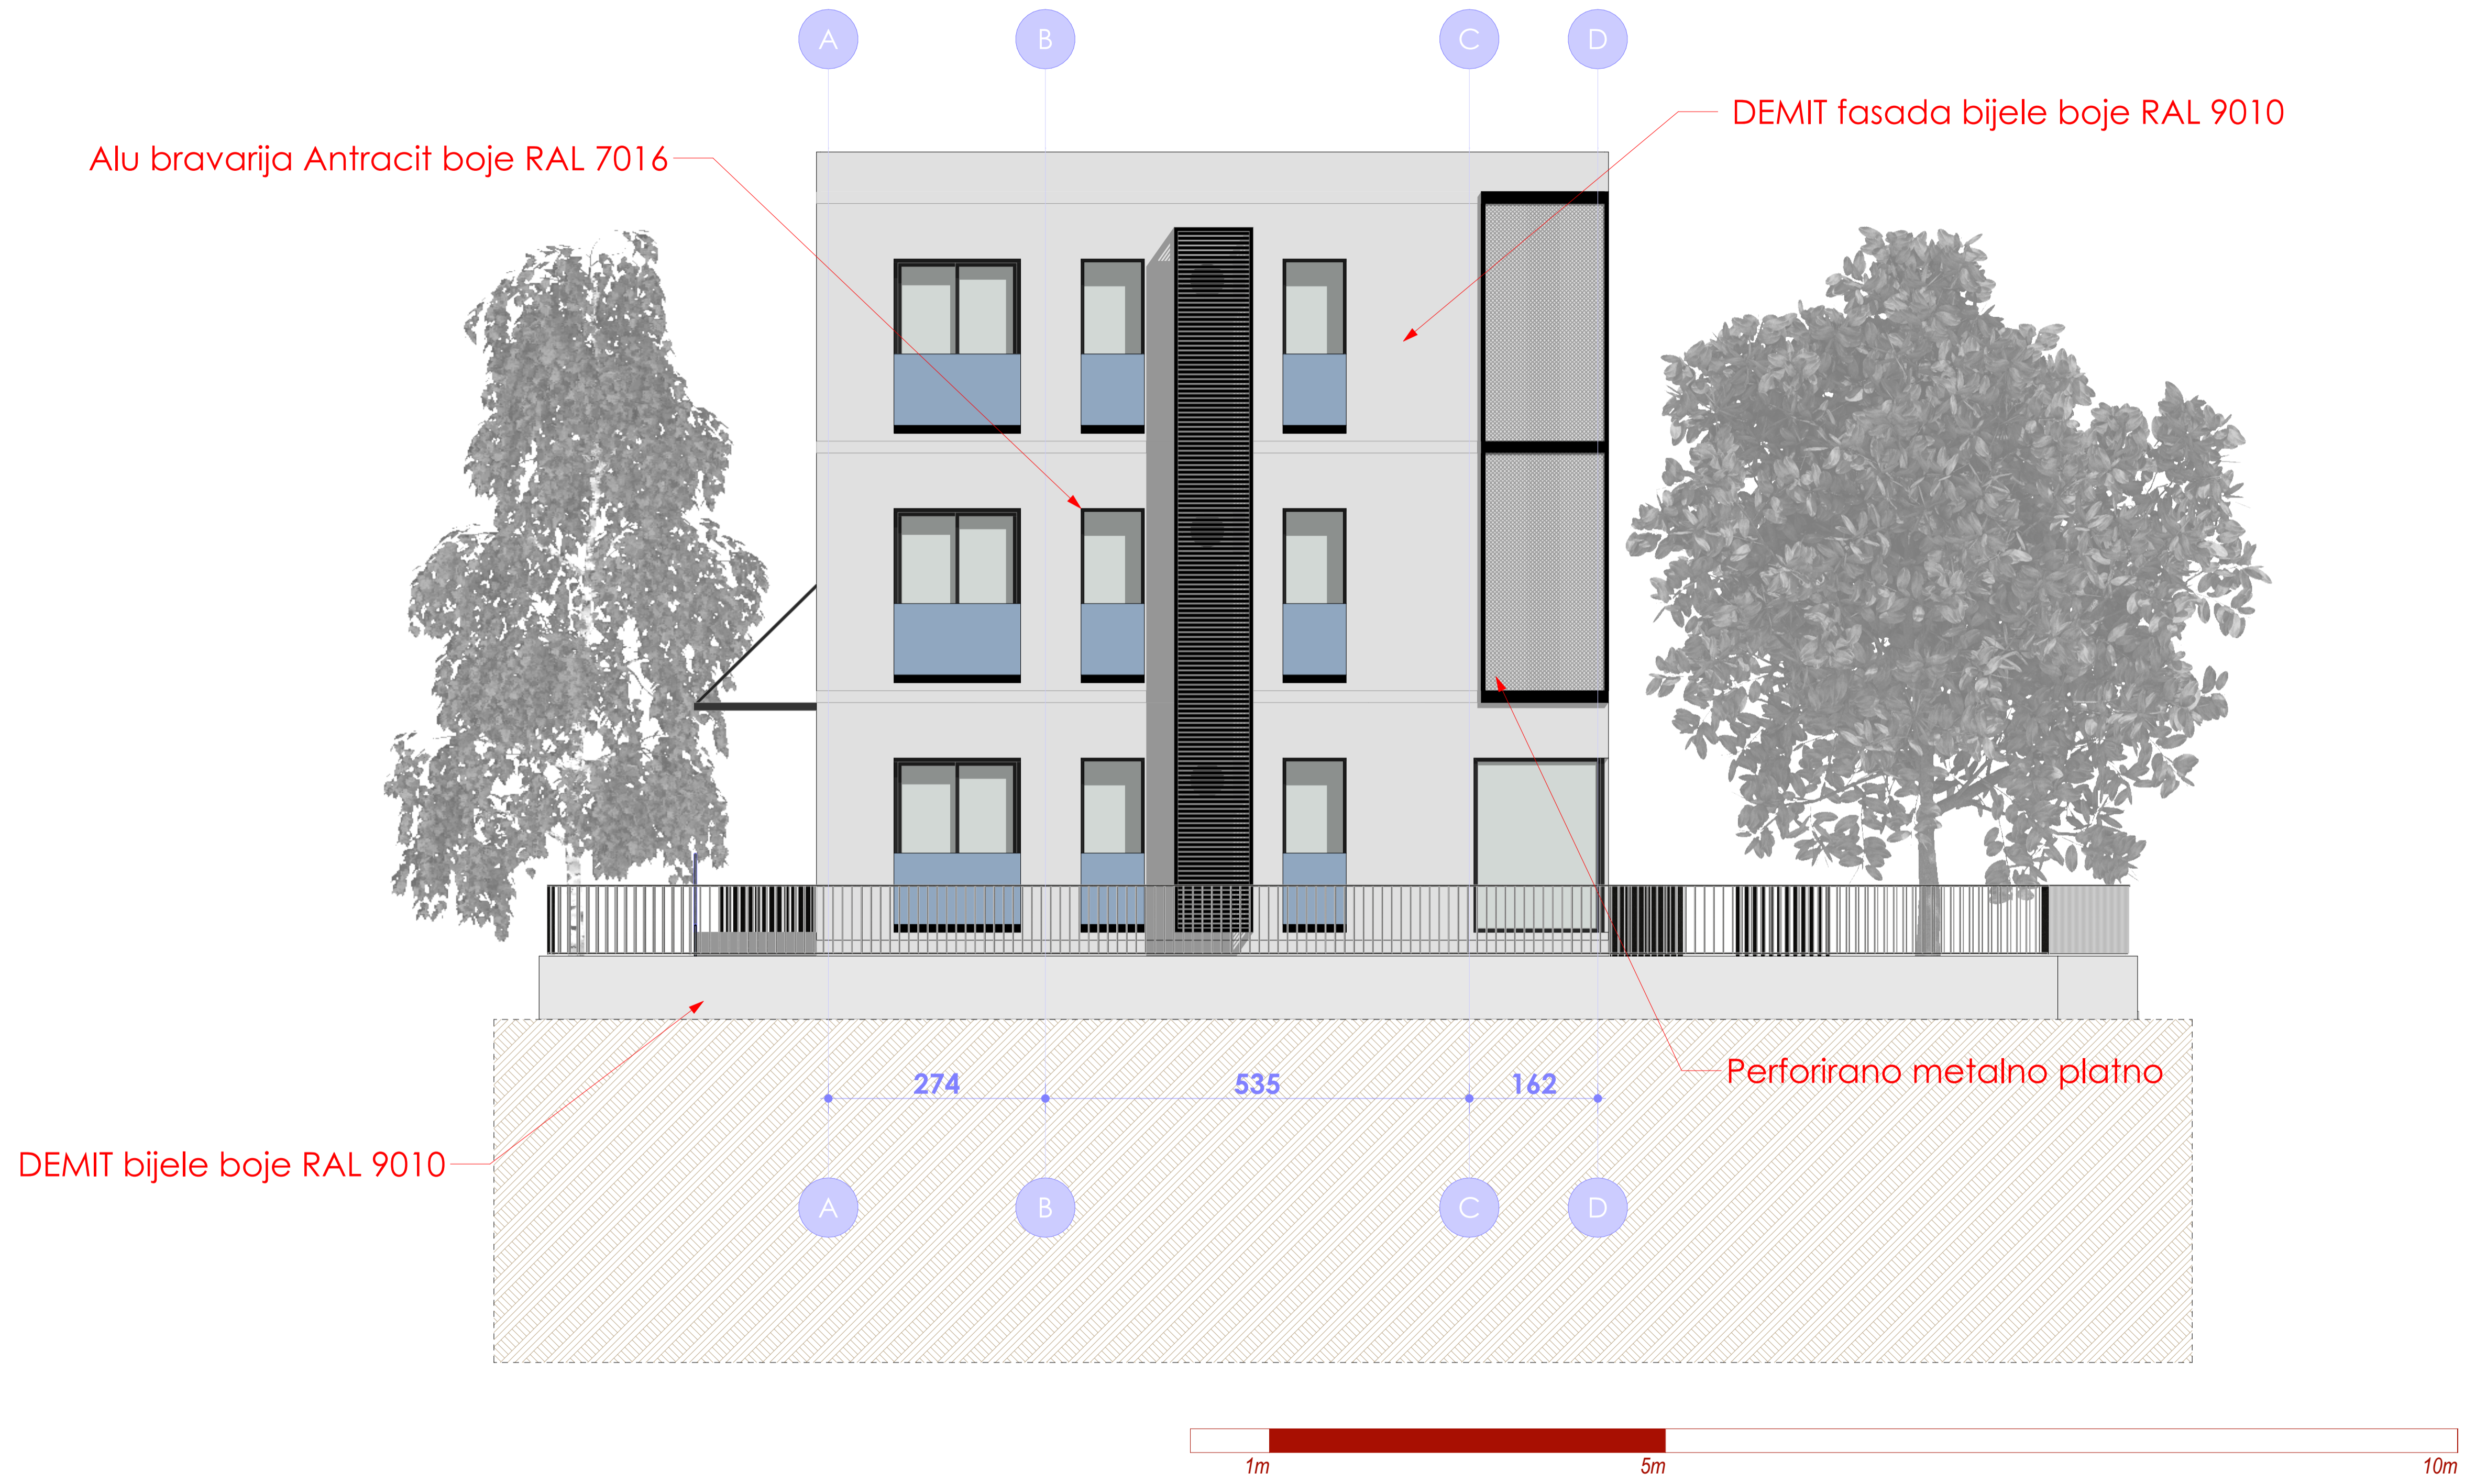 A B C D
DEMIT fasada bijele boje RAL 9010
Alu bravarija Antracit boje RAL 7016
Perforirano metalno platno
274 535 162
DEMIT bijele boje RAL 9010
A B C D
1m 5m 10m